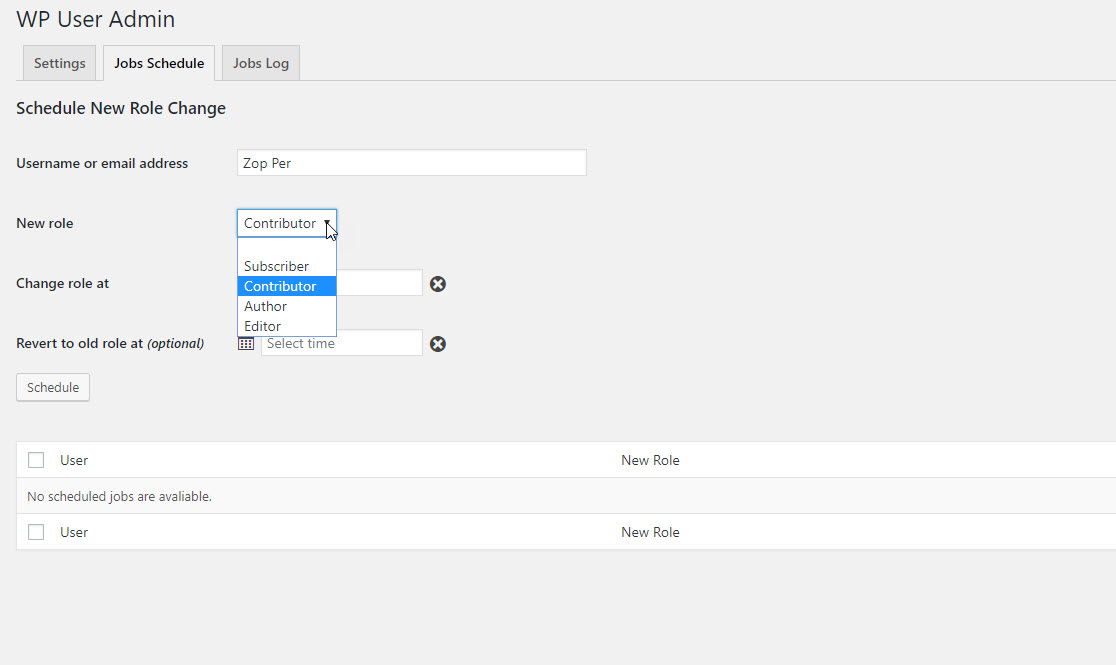 WP User Admin
Settings Jobs Schedule Jobs Log
Schedule New Role Change
Username or email address Zop Per
New role Contributor
Subscriber
Contributor
Change role at
Author
Editor
Revert to old role at (optional) Select time
Schedule
User New Role
No scheduled jobs are avaliable.
User New Role